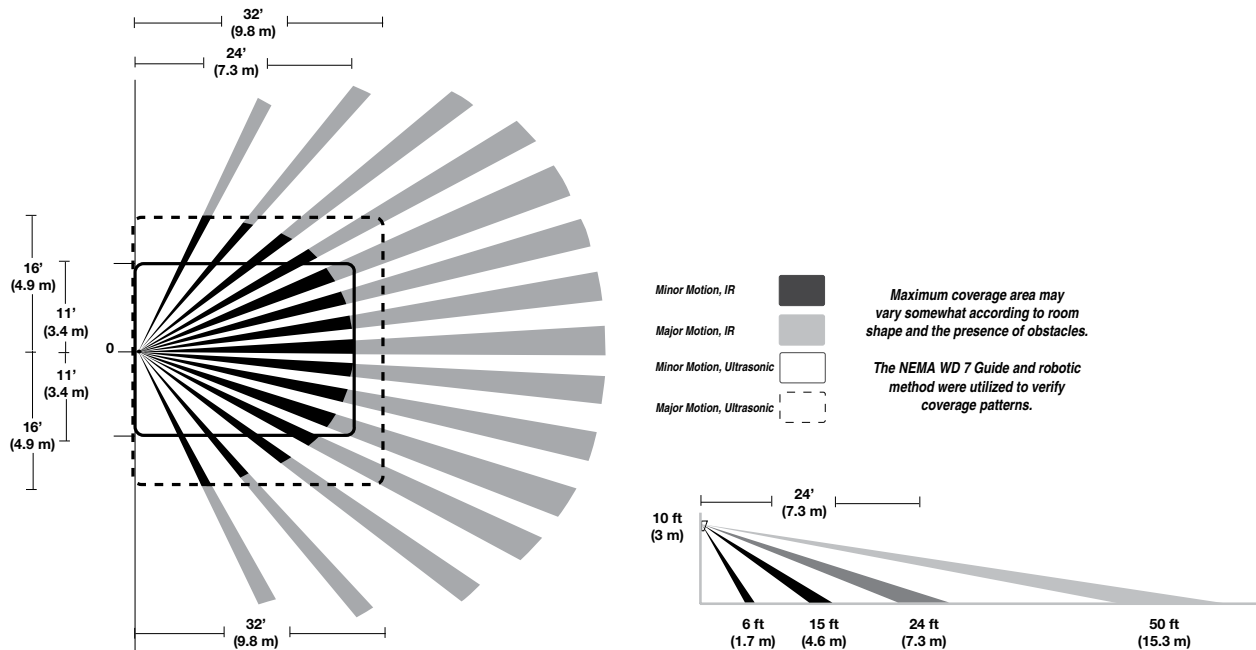 32’
(9.8 m)
24’
(7.3 m)
16’
(4.9 m)
11’
(3.4 m)
0
11’
(3.4 m)
16’
(4.9 m)
32’
(9.8 m)
Minor Motion, IR
Major Motion, IR
Minor Motion, Ultrasonic
Major Motion, Ultrasonic
Maximum coverage area may
vary somewhat according to room
shape and the presence of obstacles.
The NEMA WD 7 Guide and robotic
method were utilized to verify
coverage patterns.
24’
(7.3 m)
10 ft
(3 m)
6 ft
(1.7 m)
15 ft
(4.6 m)
24 ft
(7.3 m)
50 ft
(15.3 m)